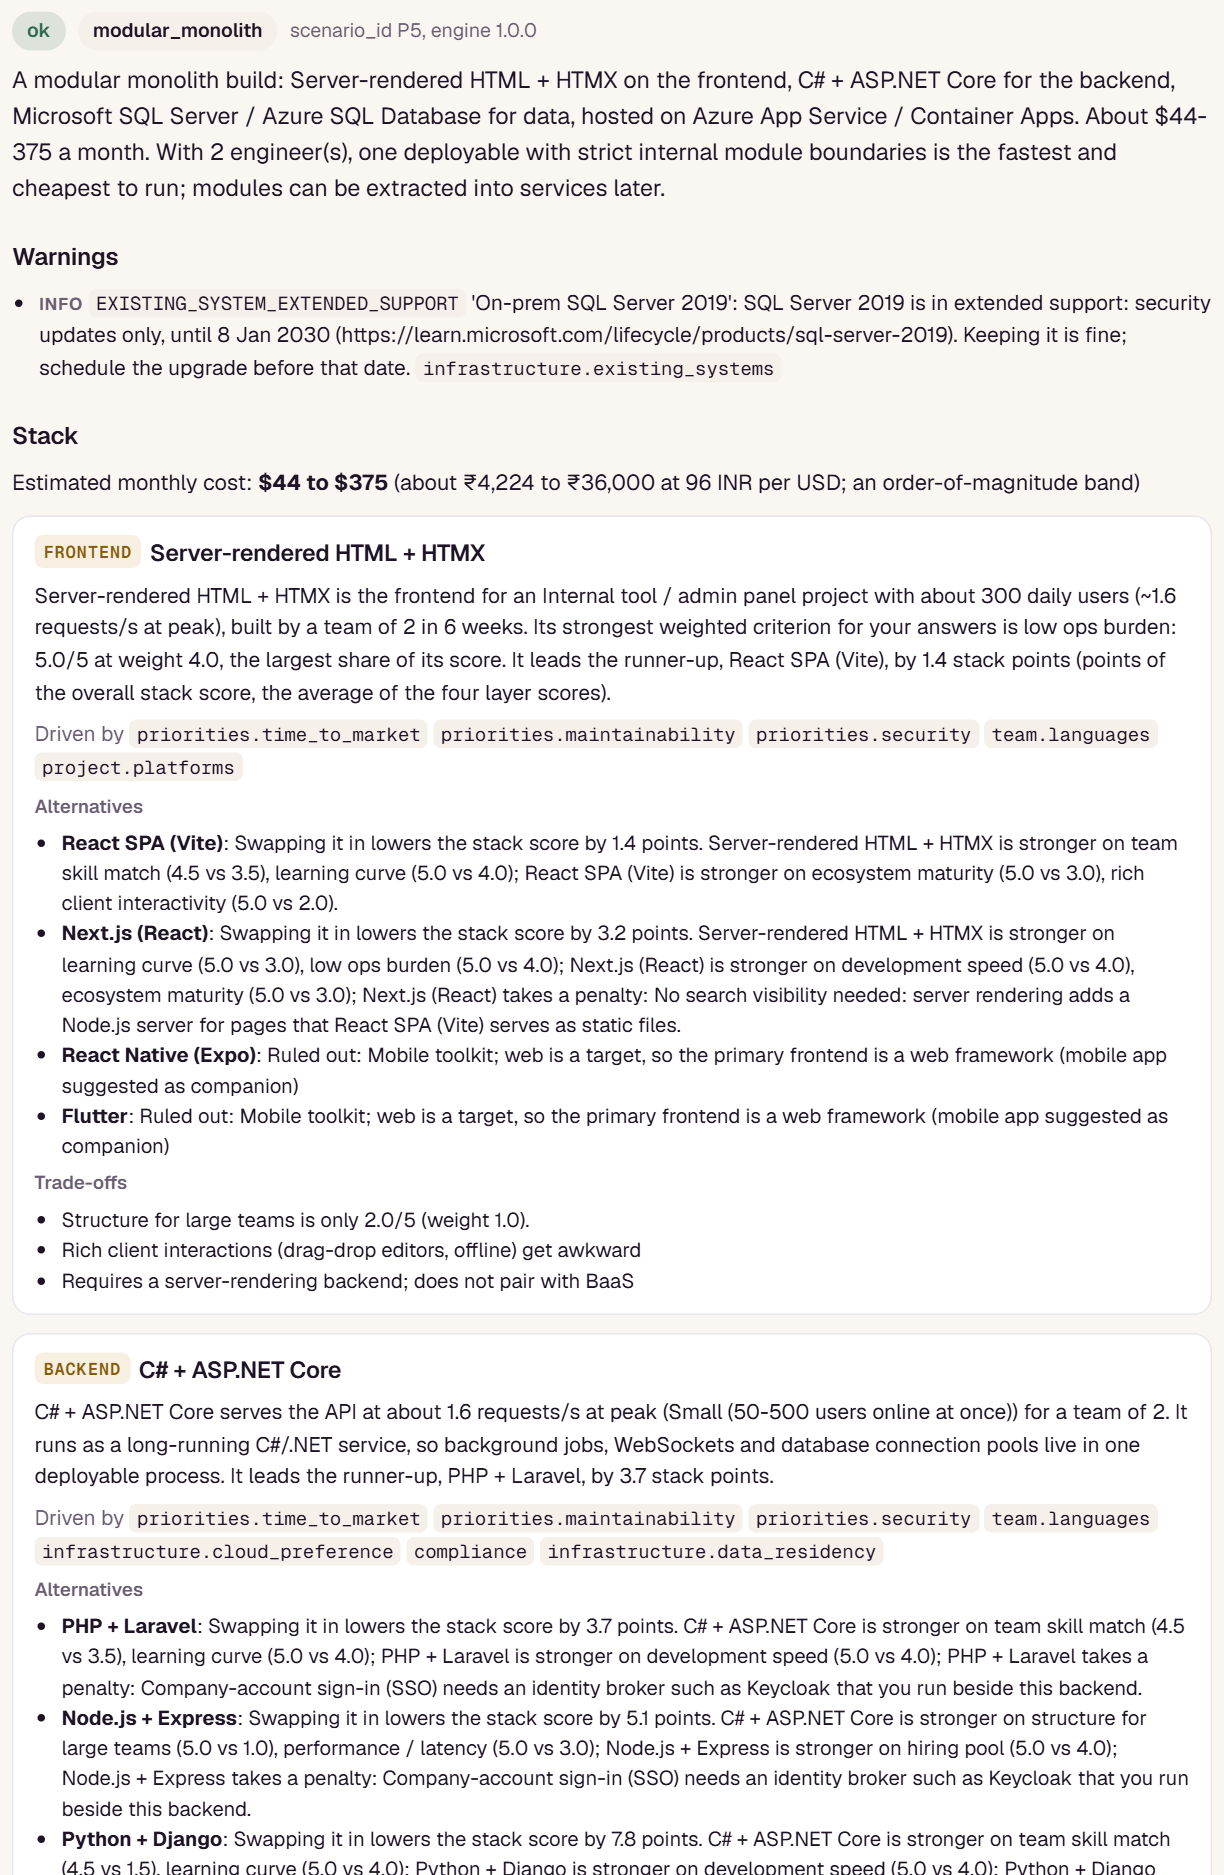 ok modular_monolith scenario_id P5, engine 1.0.0
A modular monolith build: Server-rendered HTML + HTMX on the frontend, C# + ASP.NET Core for the backend,
Microsoft SQL Server / Azure SQL Database for data, hosted on Azure App Service / Container Apps. About $44-
375 a month. With 2 engineer(s), one deployable with strict internal module boundaries is the fastest and
cheapest to run; modules can be extracted into services later.
Warnings
• INFO EXISTING_SYSTEM_EXTENDED_SUPPORT 'On-prem SQL Server 2019': SQL Server 2019 is in extended support: security
updates only, until 8 Jan 2030 (https://learn.microsoft.com/lifecycle/products/sql-server-2019). Keeping it is fine;
schedule the upgrade before that date. infrastructure.existing_systems
Stack
Estimated monthly cost: $44 to $375 (about ₹4,224 to ₹36,000 at 96 INR per USD; an order-of-magnitude band)
FRONTEND Server-rendered HTML + HTMX
Server-rendered HTML + HTMX is the frontend for an Internal tool / admin panel project with about 300 daily users (~1.6
requests/s at peak), built by a team of 2 in 6 weeks. Its strongest weighted criterion for your answers is low ops burden:
5.0/5 at weight 4.0, the largest share of its score. It leads the runner-up, React SPA (Vite), by 1.4 stack points (points of
the overall stack score, the average of the four layer scores).
Driven by priorities.time_to_market priorities.maintainability priorities.security team.languages
project.platforms
Alternatives
• React SPA (Vite): Swapping it in lowers the stack score by 1.4 points. Server-rendered HTML + HTMX is stronger on team
skill match (4.5 vs 3.5), learning curve (5.0 vs 4.0); React SPA (Vite) is stronger on ecosystem maturity (5.0 vs 3.0), rich
client interactivity (5.0 vs 2.0).
• Next.js (React): Swapping it in lowers the stack score by 3.2 points. Server-rendered HTML + HTMX is stronger on
learning curve (5.0 vs 3.0), low ops burden (5.0 vs 4.0); Next.js (React) is stronger on development speed (5.0 vs 4.0),
ecosystem maturity (5.0 vs 3.0); Next.js (React) takes a penalty: No search visibility needed: server rendering adds a
Node.js server for pages that React SPA (Vite) serves as static files.
• React Native (Expo): Ruled out: Mobile toolkit; web is a target, so the primary frontend is a web framework (mobile app
suggested as companion)
• Flutter: Ruled out: Mobile toolkit; web is a target, so the primary frontend is a web framework (mobile app suggested as
companion)
Trade-offs
• Structure for large teams is only 2.0/5 (weight 1.0).
• Rich client interactions (drag-drop editors, offline) get awkward
• Requires a server-rendering backend; does not pair with BaaS
BACKEND C# + ASP.NET Core
C# + ASP.NET Core serves the API at about 1.6 requests/s at peak (Small (50-500 users online at once)) for a team of 2. It
runs as a long-running C#/.NET service, so background jobs, WebSockets and database connection pools live in one
deployable process. It leads the runner-up, PHP + Laravel, by 3.7 stack points.
Driven by priorities.time_to_market priorities.maintainability priorities.security team.languages
infrastructure.cloud_preference compliance infrastructure.data_residency
Alternatives
• PHP + Laravel: Swapping it in lowers the stack score by 3.7 points. C# + ASP.NET Core is stronger on team skill match (4.5
vs 3.5), learning curve (5.0 vs 4.0); PHP + Laravel is stronger on development speed (5.0 vs 4.0); PHP + Laravel takes a
penalty: Company-account sign-in (SSO) needs an identity broker such as Keycloak that you run beside this backend.
• Node.js + Express: Swapping it in lowers the stack score by 5.1 points. C# + ASP.NET Core is stronger on structure for
large teams (5.0 vs 1.0), performance / latency (5.0 vs 3.0); Node.js + Express is stronger on hiring pool (5.0 vs 4.0);
Node.js + Express takes a penalty: Company-account sign-in (SSO) needs an identity broker such as Keycloak that you run
beside this backend.
• Python + Django: Swapping it in lowers the stack score by 7.8 points. C# + ASP.NET Core is stronger on team skill match
(4.5 vs 1.5), learning curve (5.0 vs 4.0); Python + Django is stronger on development speed (5.0 vs 4.0); Python + Django